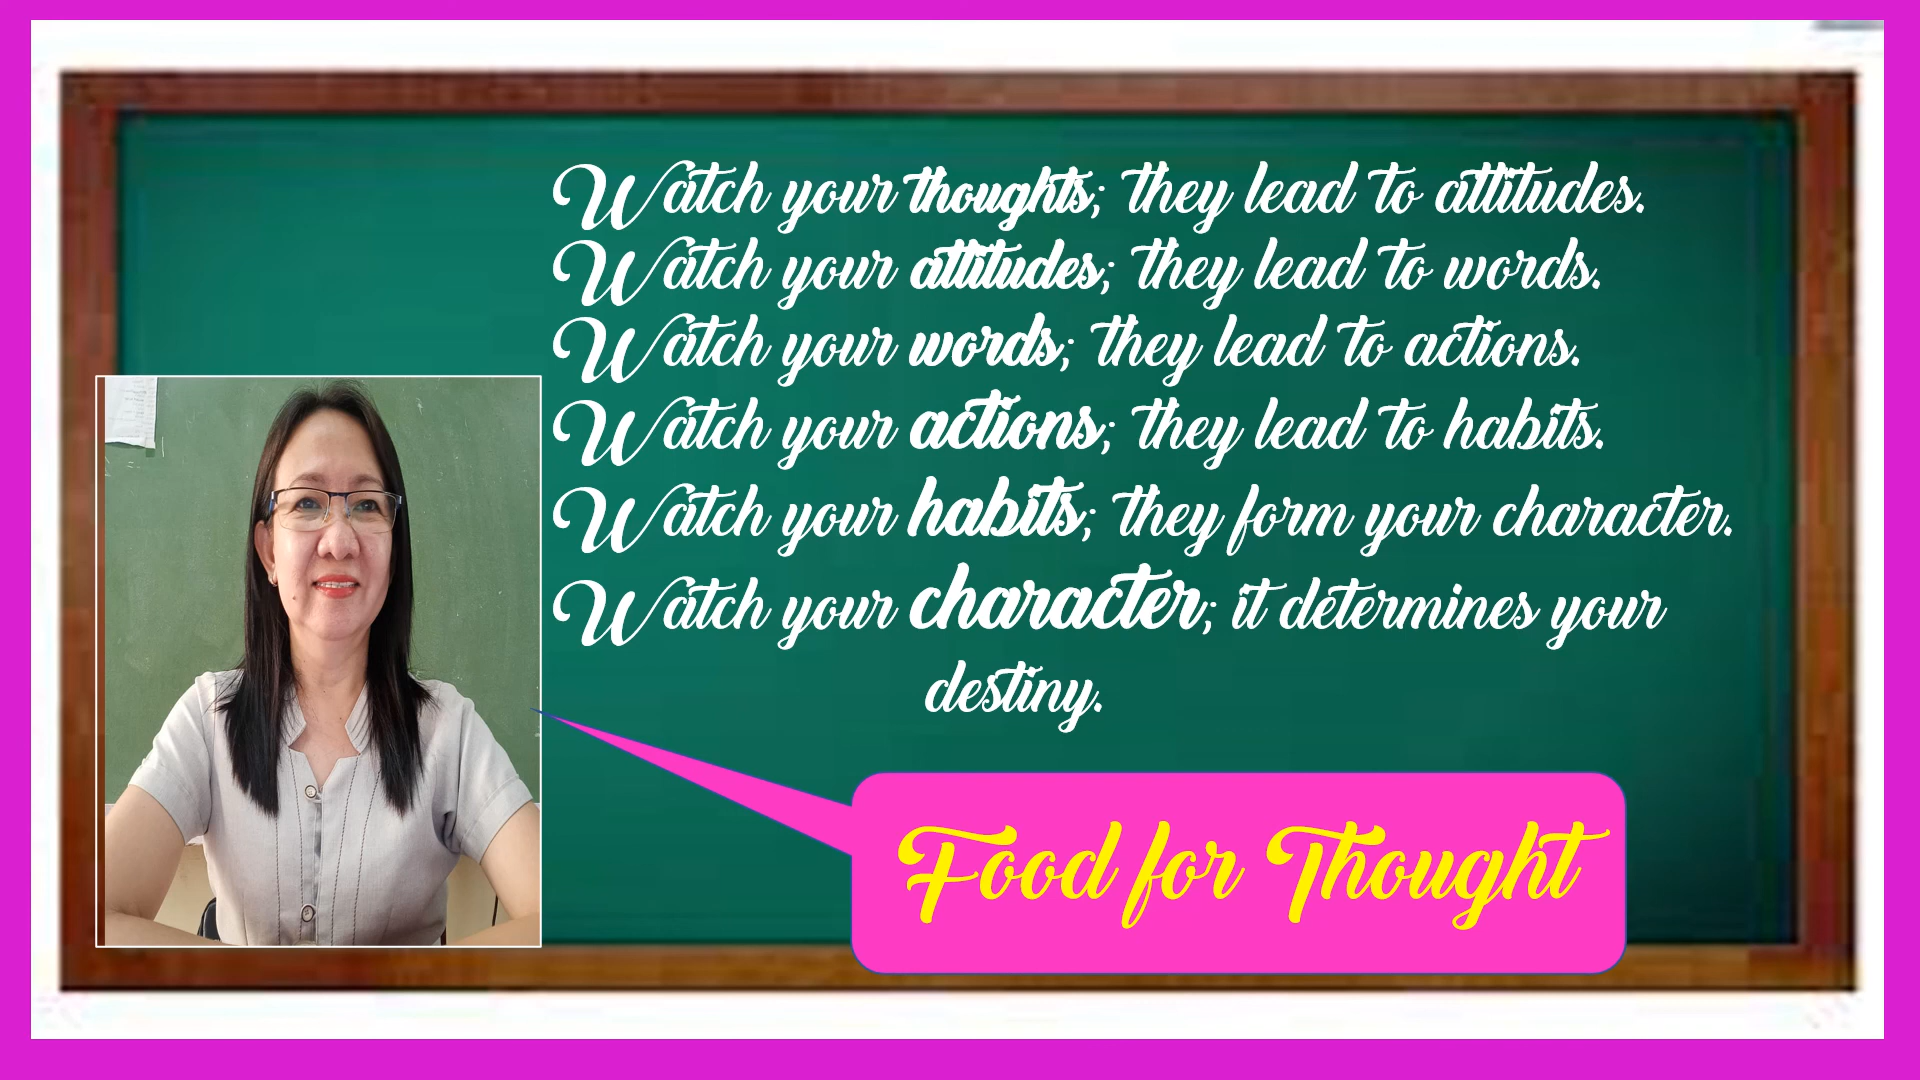 Watch your thoughts; they lead to attitudes.
Watch your attitudes; they lead to words.
Watch your words; they lead to actions.
Watch your actions; they lead to habits.
Watch your habits; they form your character.
Watch your character; it determines your
destiny.
Food for Thought